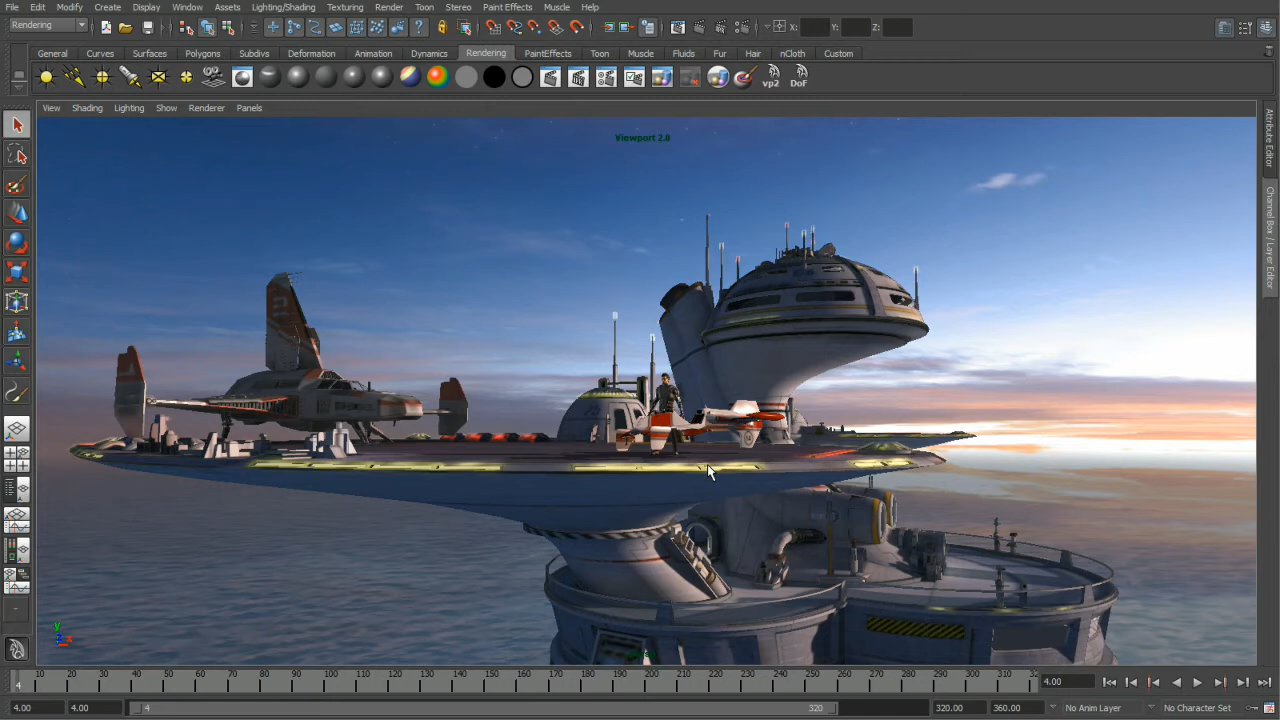 File Edit Modify Create Display Window Assets Lighting/Shading Texturing Render Toon Stereo Paint Effects Muscle Help
Rendering X: Y: Z:
General Curves Surfaces Polygons Subdivs Deformation Animation Dynamics Rendering PaintEffects Toon Muscle Fluids Fur Hair nCloth Custom
vp2 DoF
View Shading Lighting Show Renderer Panels
Viewport 2.0
Attribute Editor
Channel Box / Layer Editor
10 20 30 40 50 60 70 80 90 100 110 120 130 140 150 160 170 180 190 200 210 220 230 240 250 260 270 280 290 300 310
4 4.00
4.00 4.00 4 320 320.00 360.00 No Anim Layer No Character Set